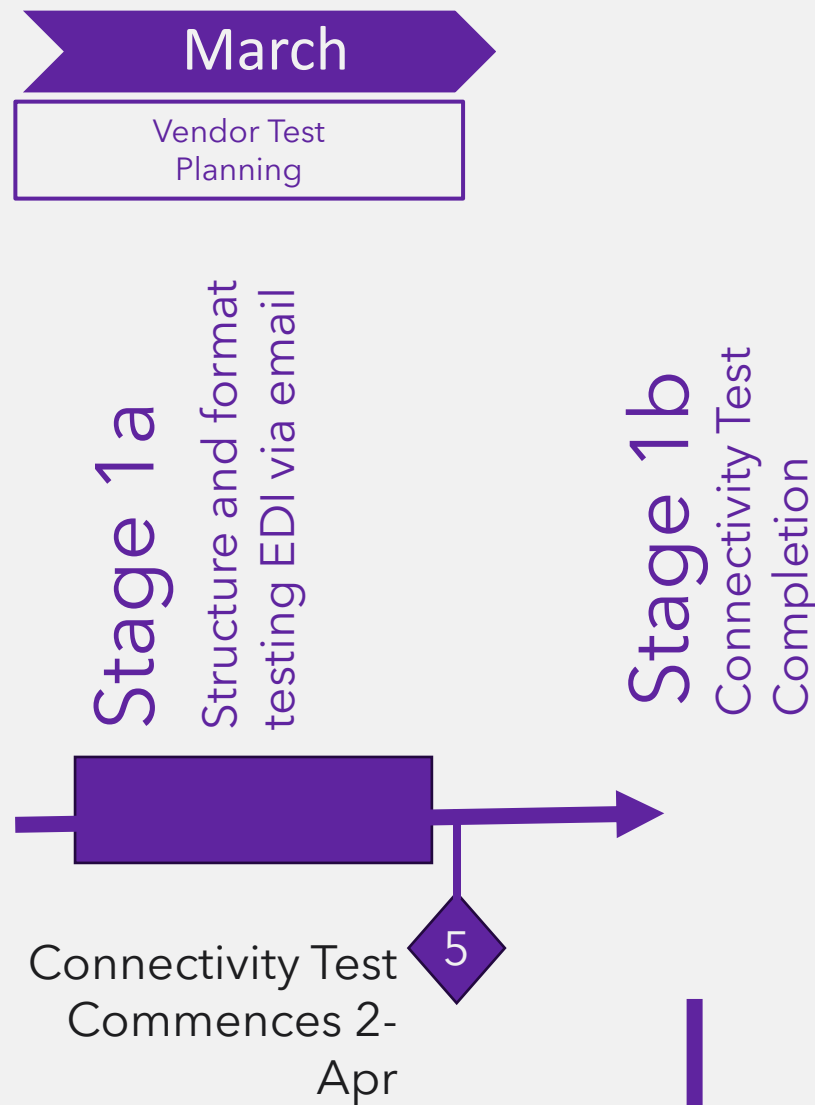 March
Vendor Test
Planning
Stage 1a
Structure and format
testing EDI via email
Stage 1b
Connectivity Test
Completion
5
Connectivity Test
Commences 2-
Apr